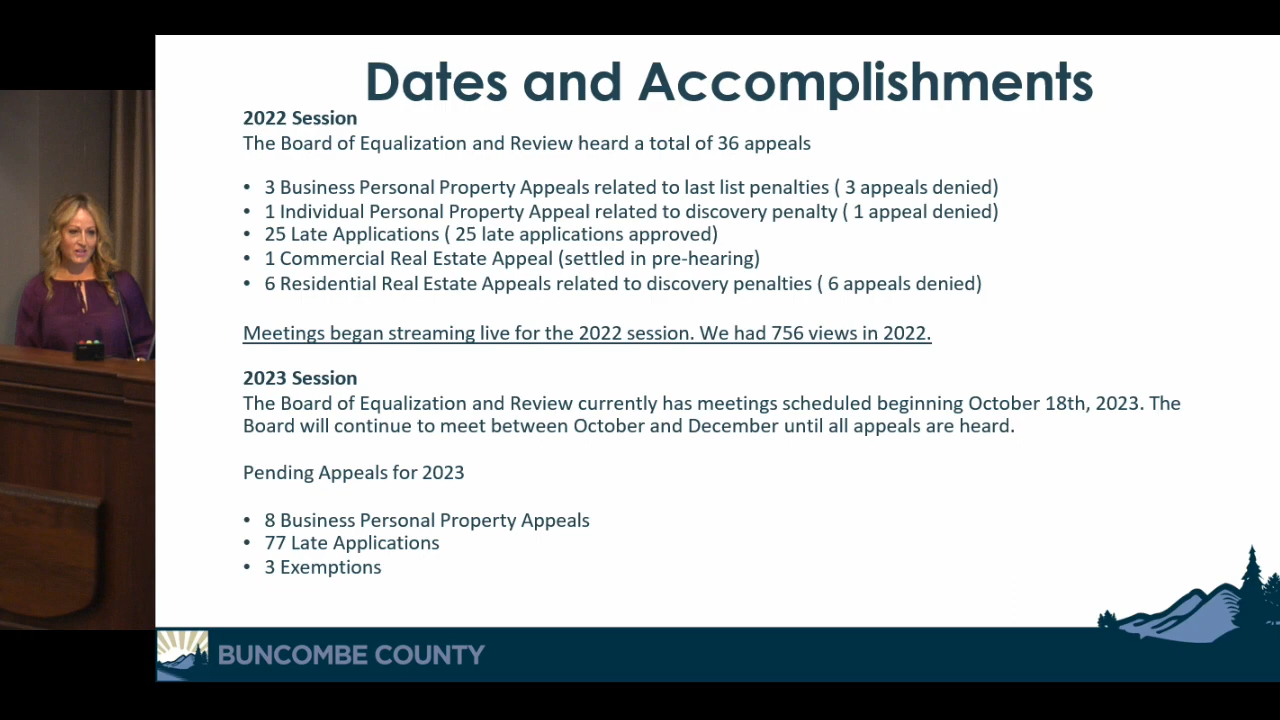 Dates and Accomplishments
2022 Session
The Board of Equalization and Review heard a total of 36 appeals
• 3 Business Personal Property Appeals related to last list penalties ( 3 appeals denied)
• 1 Individual Personal Property Appeal related to discovery penalty ( 1 appeal denied)
• 25 Late Applications ( 25 late applications approved)
• 1 Commercial Real Estate Appeal (settled in pre-hearing)
• 6 Residential Real Estate Appeals related to discovery penalties ( 6 appeals denied)
Meetings began streaming live for the 2022 session. We had 756 views in 2022.
2023 Session
The Board of Equalization and Review currently has meetings scheduled beginning October 18th, 2023. The
Board will continue to meet between October and December until all appeals are heard.
Pending Appeals for 2023
• 8 Business Personal Property Appeals
• 77 Late Applications
• 3 Exemptions
BUNCOMBE COUNTY